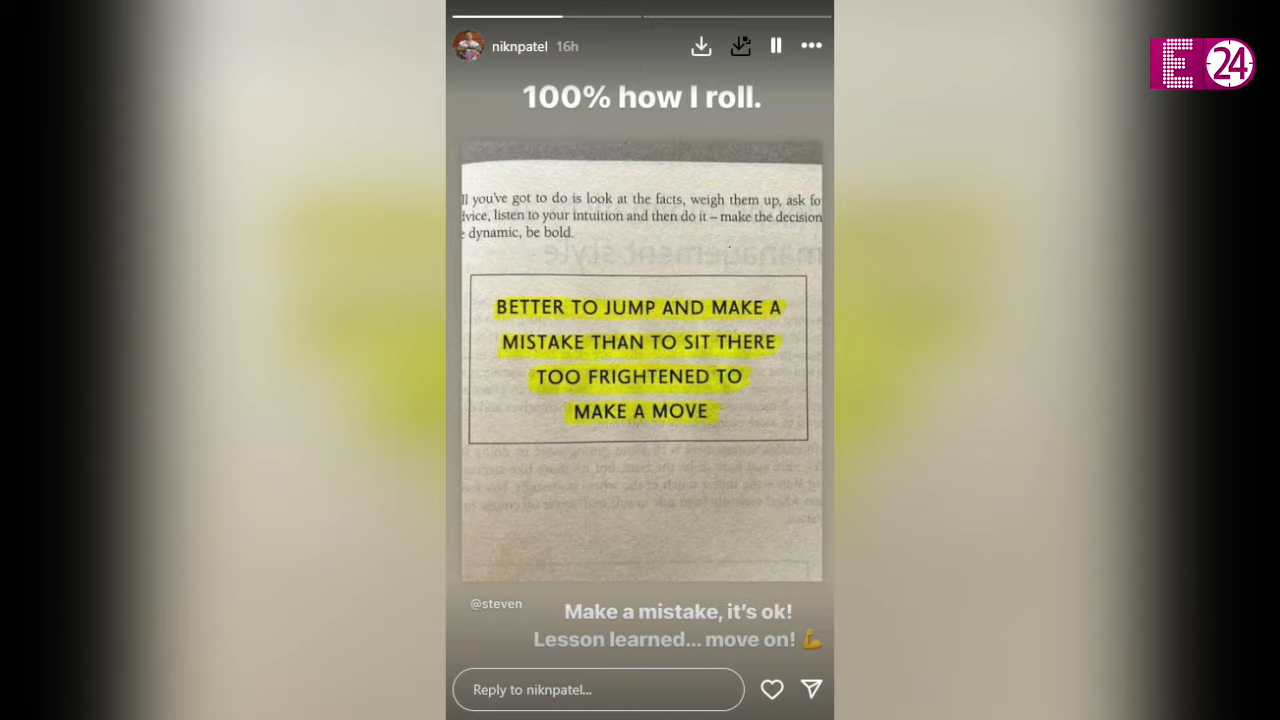 niknpatel 16h
E 24
100% how I roll.
ll you've got to do is look at the facts, weigh them up, ask fo
lvice, listen to your intuition and then do it – make the decision
e dynamic, be bold.
BETTER TO JUMP AND MAKE A
MISTAKE THAN TO SIT THERE
TOO FRIGHTENED TO
MAKE A MOVE
@steven
Make a mistake, it's ok!
Lesson learned... move on! 💪
Reply to niknpatel...